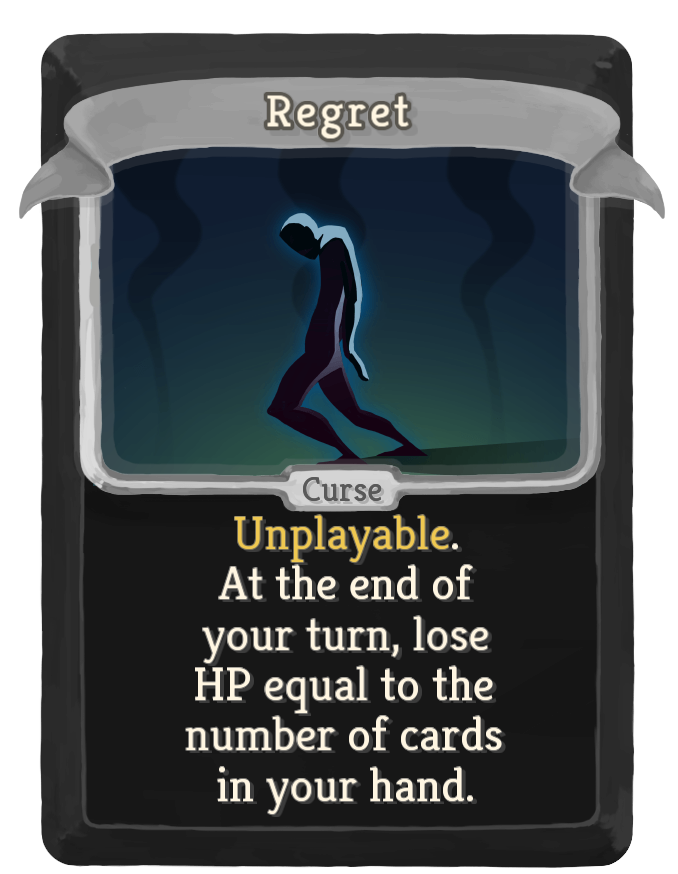 Regret
Curse
Unplayable.
At the end of
your turn, lose
HP equal to the
number of cards
in your hand.